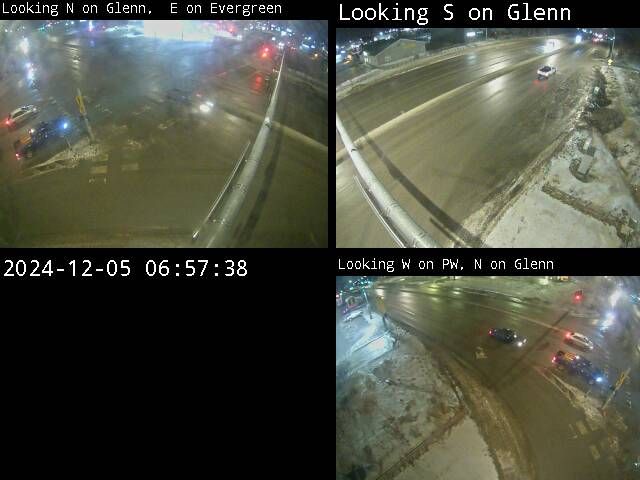 Looking N on Glenn, E on Evergreen
Looking S on Glenn
2024-12-05 06:57:38
Looking W on PW, N on Glenn